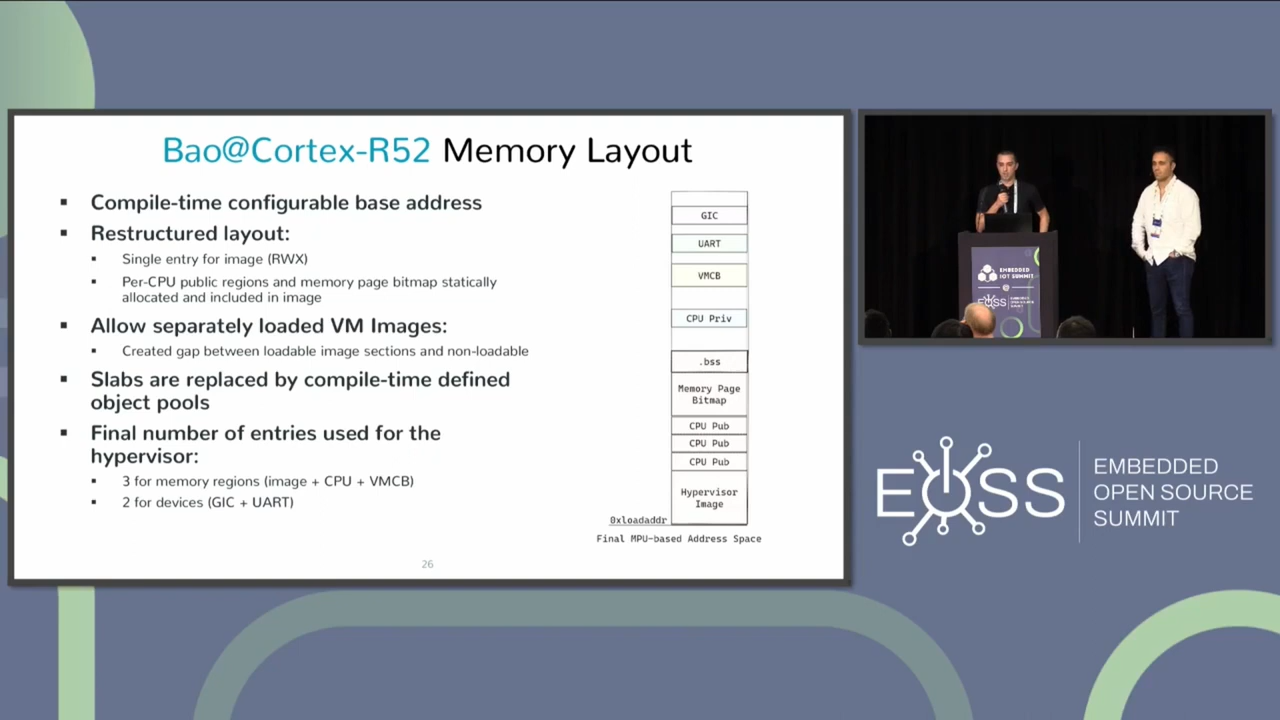 Bao@Cortex-R52 Memory Layout
▪ Compile-time configurable base address
▪ Restructured layout:
▪ Single entry for image (RWX)
▪ Per-CPU public regions and memory page bitmap statically
allocated and included in image
▪ Allow separately loaded VM Images:
▪ Created gap between loadable image sections and non-loadable
▪ Slabs are replaced by compile-time defined
object pools
▪ Final number of entries used for the
hypervisor:
▪ 3 for memory regions (image + CPU + VMCB)
▪ 2 for devices (GIC + UART)
GIC
UART
VMCB
CPU Priv
.bss
Memory Page
Bitmap
CPU Pub
CPU Pub
CPU Pub
Hypervisor
Image
0xloadaddr
Final MPU-based Address Space
26
EMBEDDED
IOT SUMMIT
EOSS
EOSS
EMBEDDED
OPEN SOURCE
SUMMIT